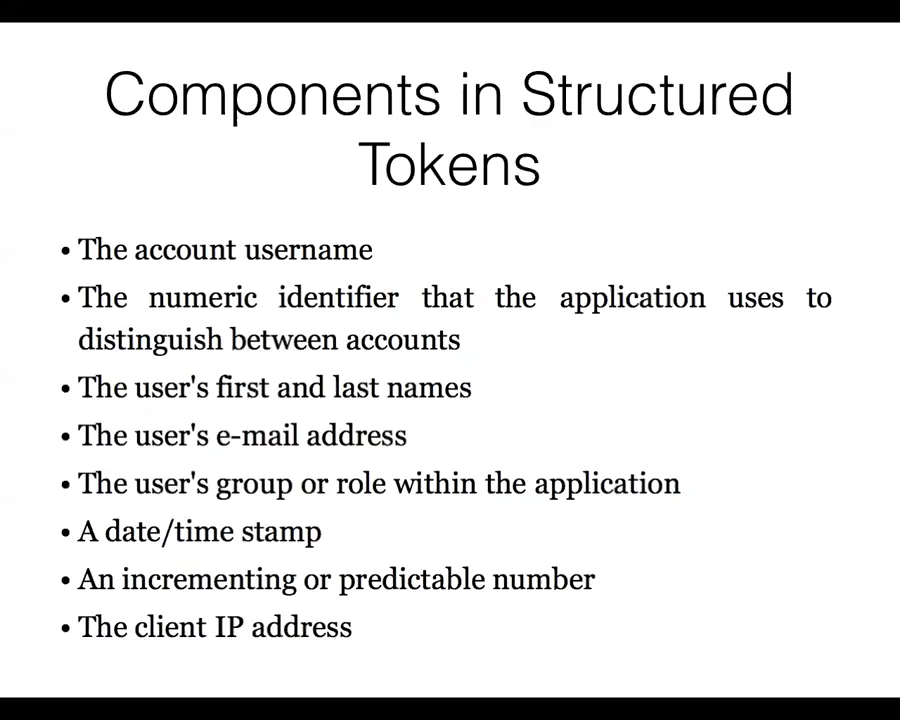 Components in Structured
Tokens
• The account username
• The numeric identifier that the application uses to
distinguish between accounts
• The user's first and last names
• The user's e-mail address
• The user's group or role within the application
• A date/time stamp
• An incrementing or predictable number
• The client IP address